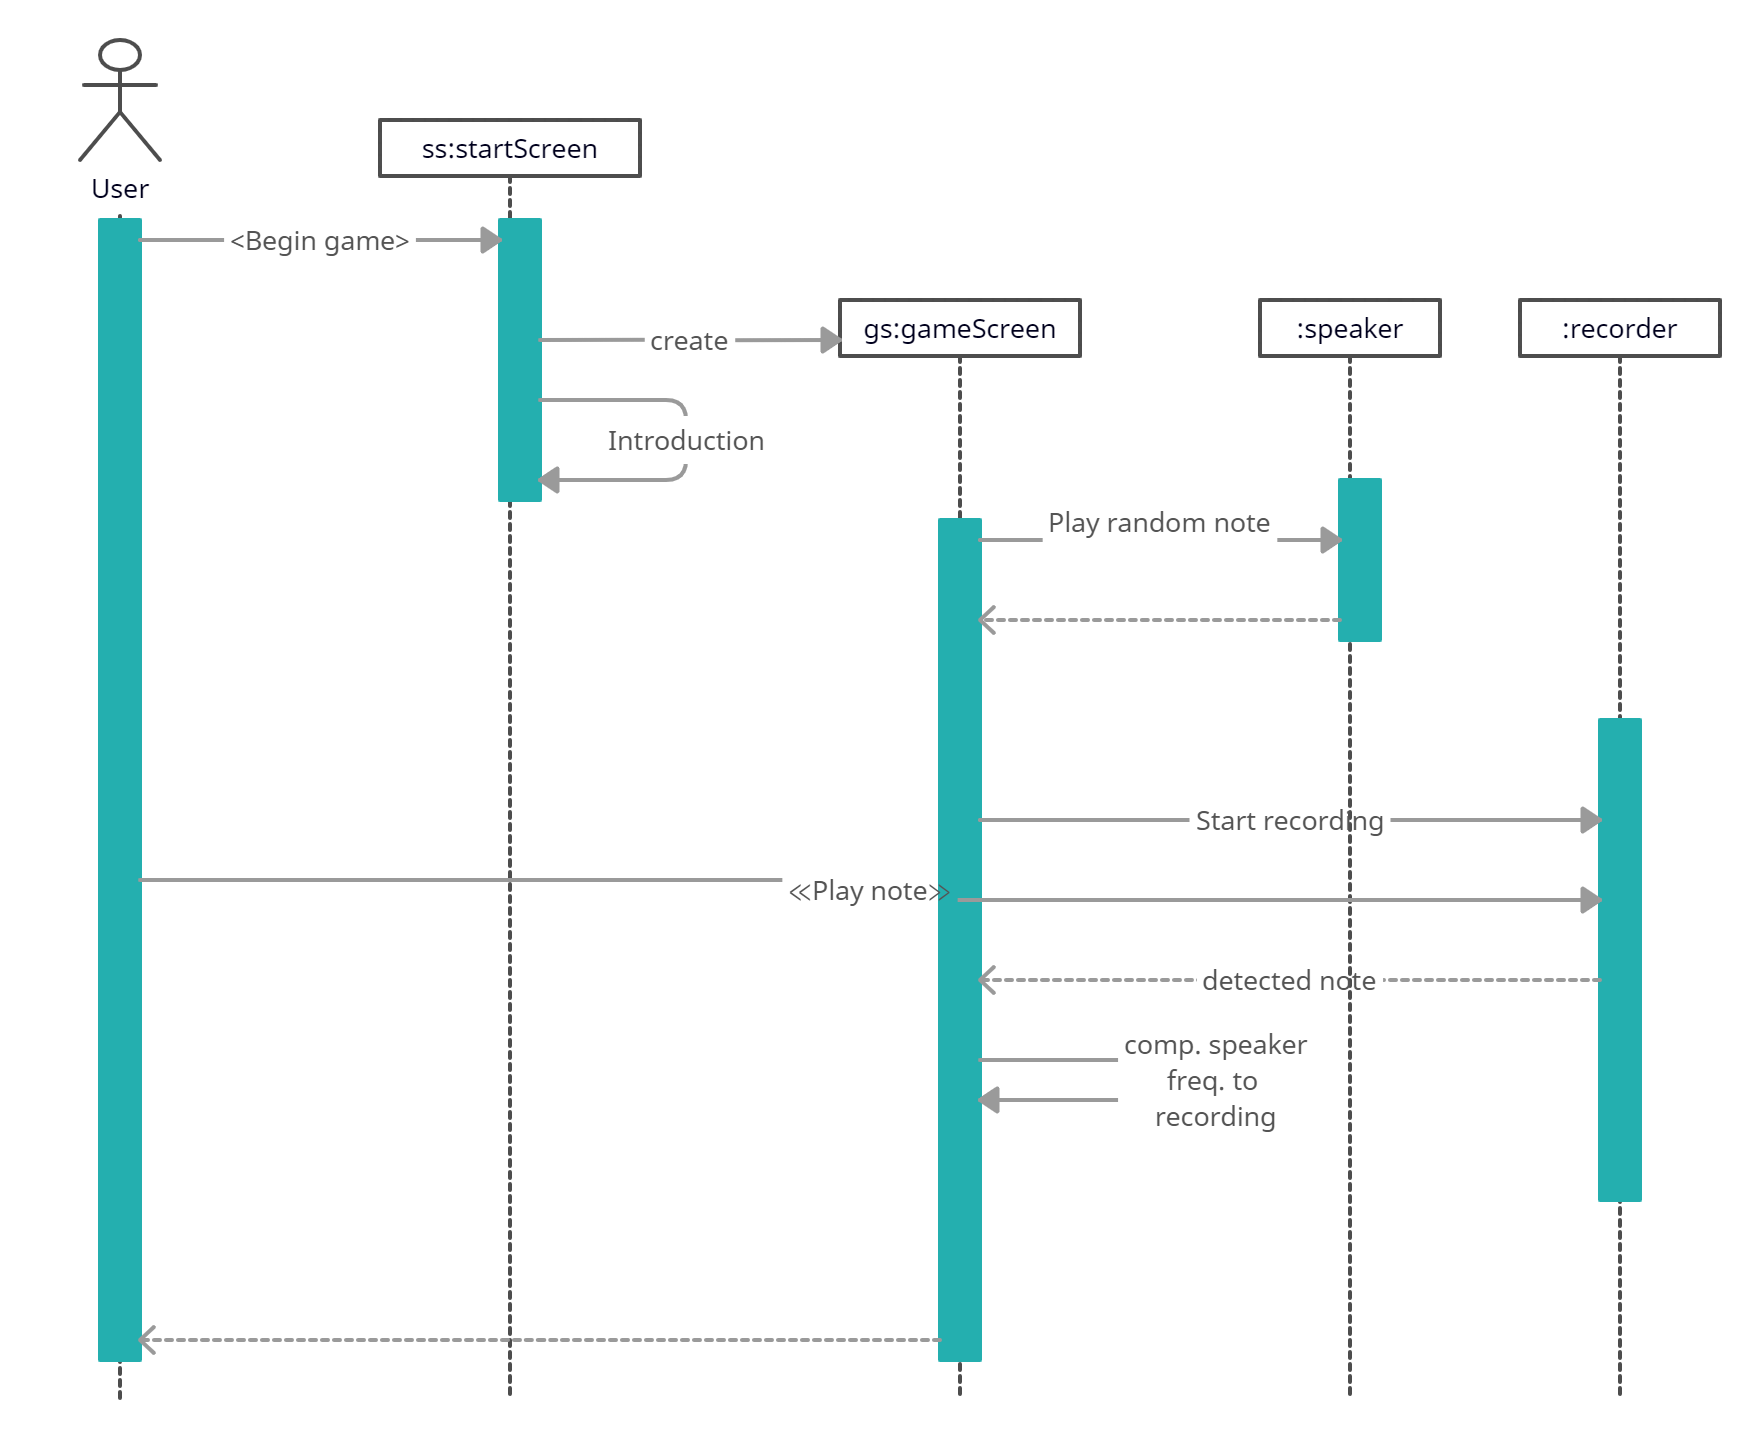 User
ss:startScreen
<Begin game>
gs:gameScreen
:speaker
:recorder
create
Introduction
Play random note
Start recording
≪Play note≫
detected note
comp. speaker
freq. to
recording